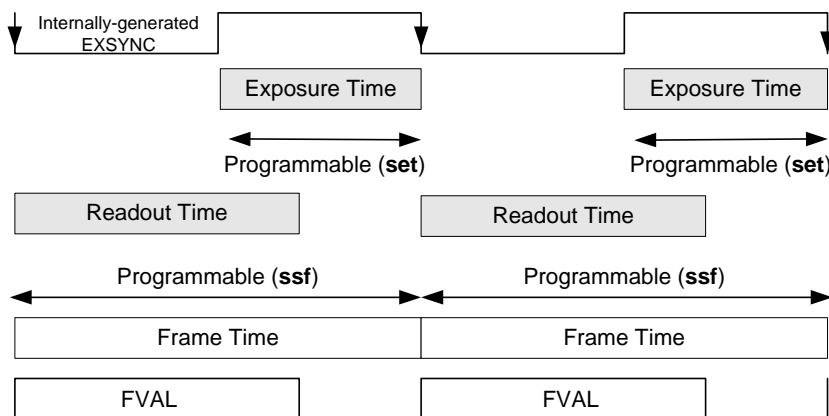 Internally-generated
EXSYNC
Exposure Time
Exposure Time
Programmable (set)
Programmable (set)
Readout Time
Readout Time
Programmable (ssf)
Programmable (ssf)
Frame Time
Frame Time
FVAL
FVAL